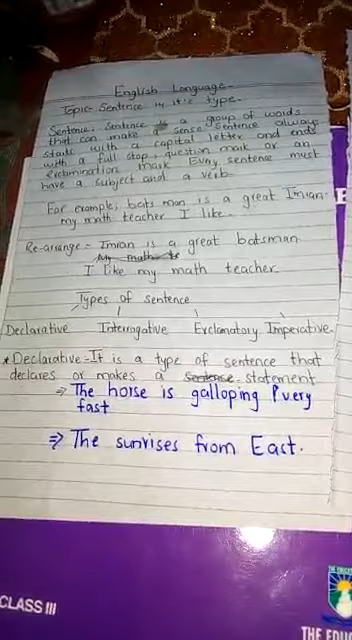 English Language
Topic Sentence & it's type.
Sentence: Sentence is a group of words
that can make a sense sentence always
starts with a capital letter and ends
with a full stop, question mark or an
Exclamination mark Every sentence must
have a subject and a verb.
For example; bats man is a great Imran
my math teacher I like.
Re-arrange = Imran is a great batsman
I like my math teacher
Types of sentence
Declarative Interrogative Exclamatory Imperative
* Declarative - It is a type of sentence that
declares or makes a sentence statement
⇒ The horse is galloping very
fast
⇒ The sunrises from East.
CLASS III
THE EDU